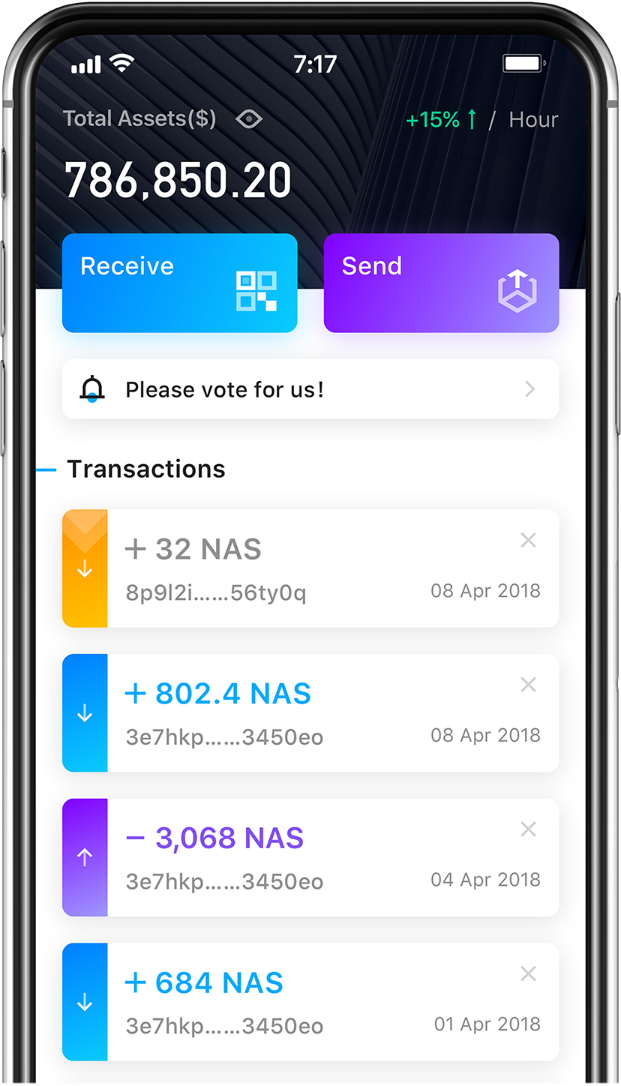 7:17
Total Assets($) +15% ↑ / Hour
786,850.20
Receive Send
Please vote for us!
Transactions
+ 32 NAS
8p9l2i......56ty0q 08 Apr 2018
+ 802.4 NAS
3e7hkp......3450eo 08 Apr 2018
− 3,068 NAS
3e7hkp......3450eo 04 Apr 2018
+ 684 NAS
3e7hkp......3450eo 01 Apr 2018